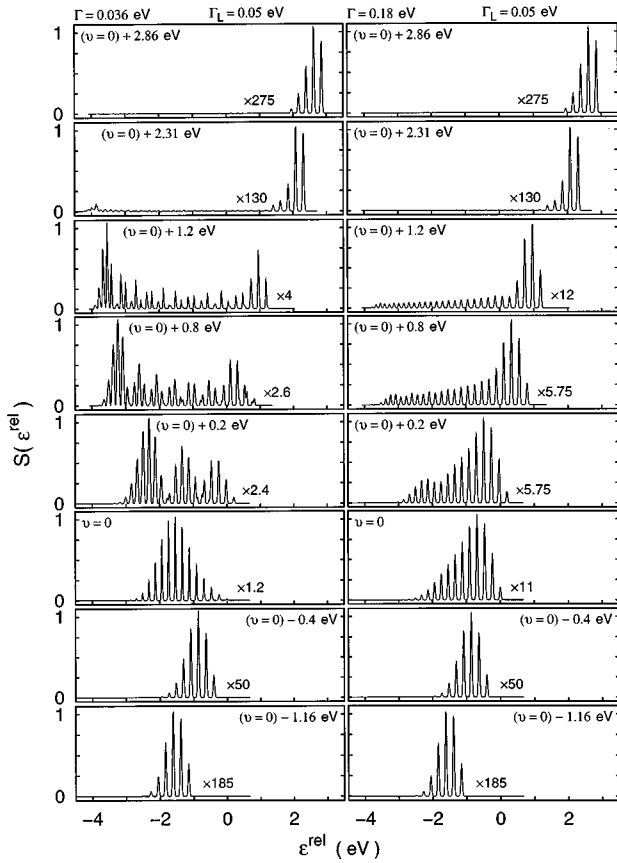 Γ = 0.036 eV Γ_L = 0.05 eV Γ = 0.18 eV Γ_L = 0.05 eV
1 (υ = 0) + 2.86 eV ×275 0
(υ = 0) + 2.86 eV ×275
1 (υ = 0) + 2.31 eV ×130 0
(υ = 0) + 2.31 eV ×130
1 (υ = 0) + 1.2 eV ×4 0
(υ = 0) + 1.2 eV ×12
1 (υ = 0) + 0.8 eV ×2.6 0
(υ = 0) + 0.8 eV ×5.75
1 (υ = 0) + 0.2 eV ×2.4 0
(υ = 0) + 0.2 eV ×5.75
1 υ = 0 ×1.2 0
υ = 0 ×11
1 (υ = 0) − 0.4 eV ×50 0
(υ = 0) − 0.4 eV ×50
1 (υ = 0) − 1.16 eV ×185 0
(υ = 0) − 1.16 eV ×185
S( ε^rel )
−4 −2 0 2 −4 −2 0 2
ε^rel ( eV )